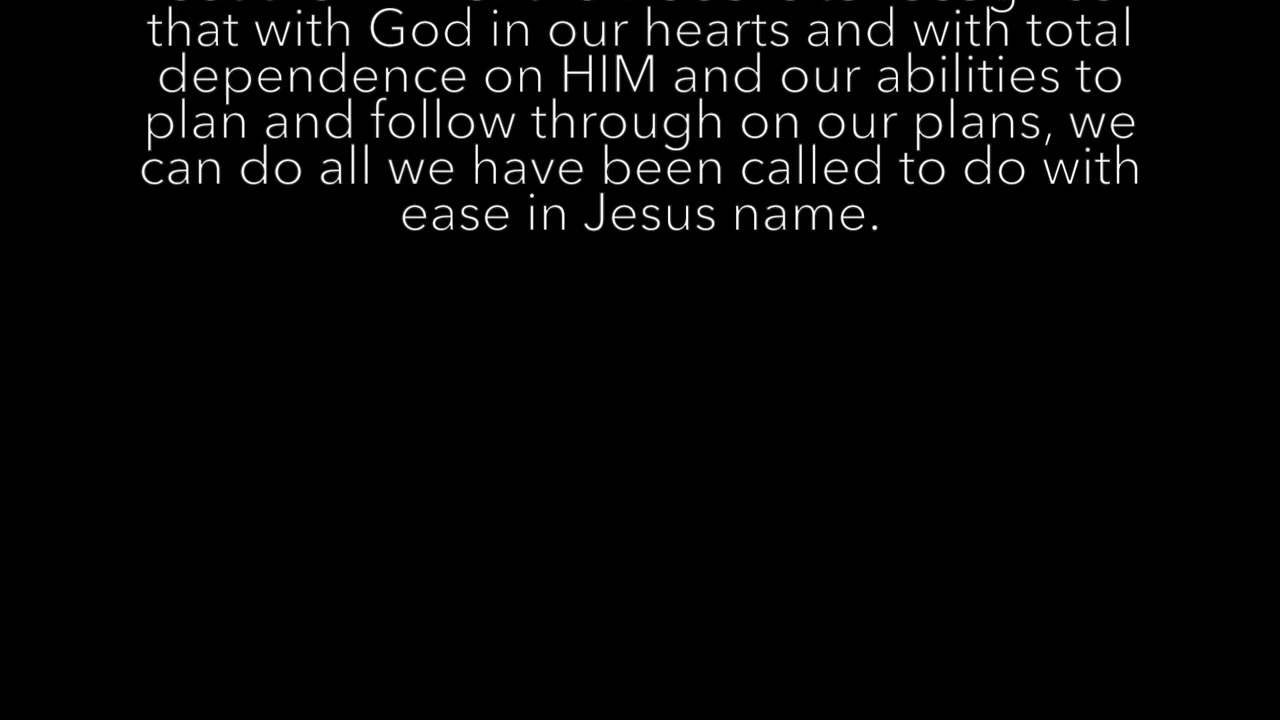 that with God in our hearts and with total
dependence on HIM and our abilities to
plan and follow through on our plans, we
can do all we have been called to do with
ease in Jesus name.